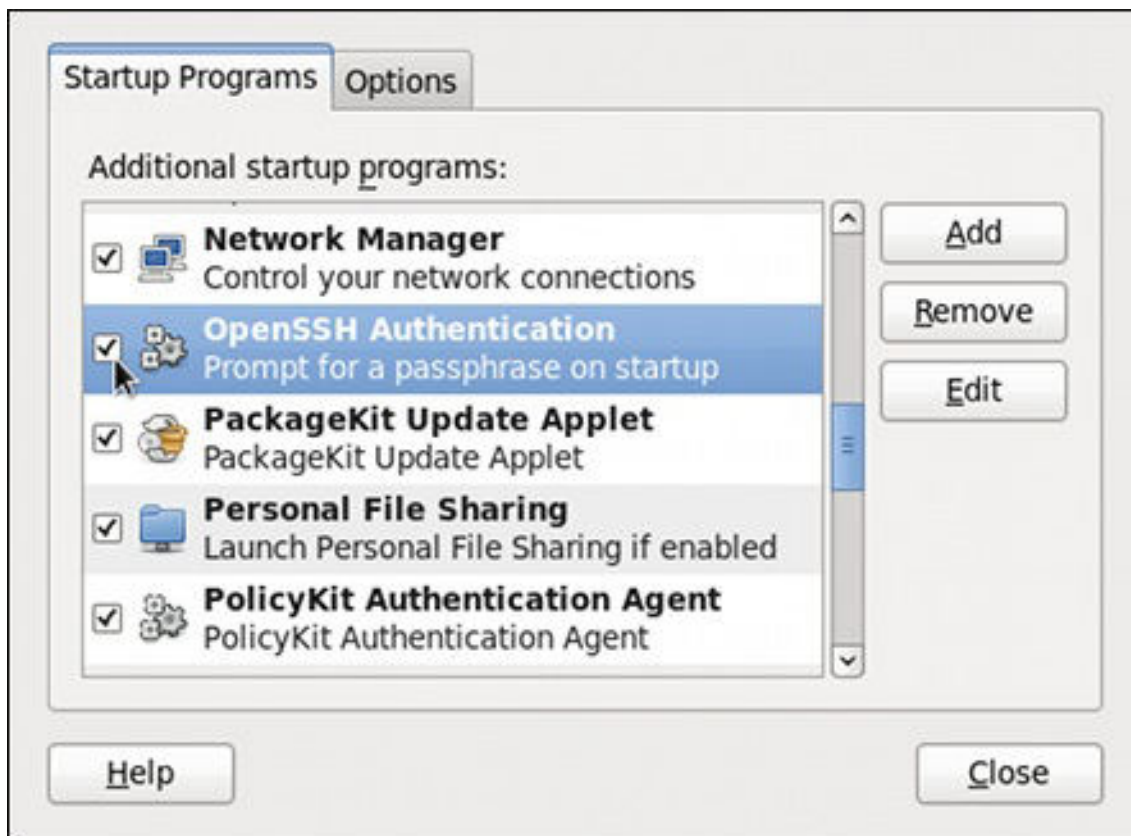 Startup Programs
Options
Additional startup programs:
Network Manager
Control your network connections
OpenSSH Authentication
Prompt for a passphrase on startup
PackageKit Update Applet
PackageKit Update Applet
Personal File Sharing
Launch Personal File Sharing if enabled
PolicyKit Authentication Agent
PolicyKit Authentication Agent
Add
Remove
Edit
Help
Close